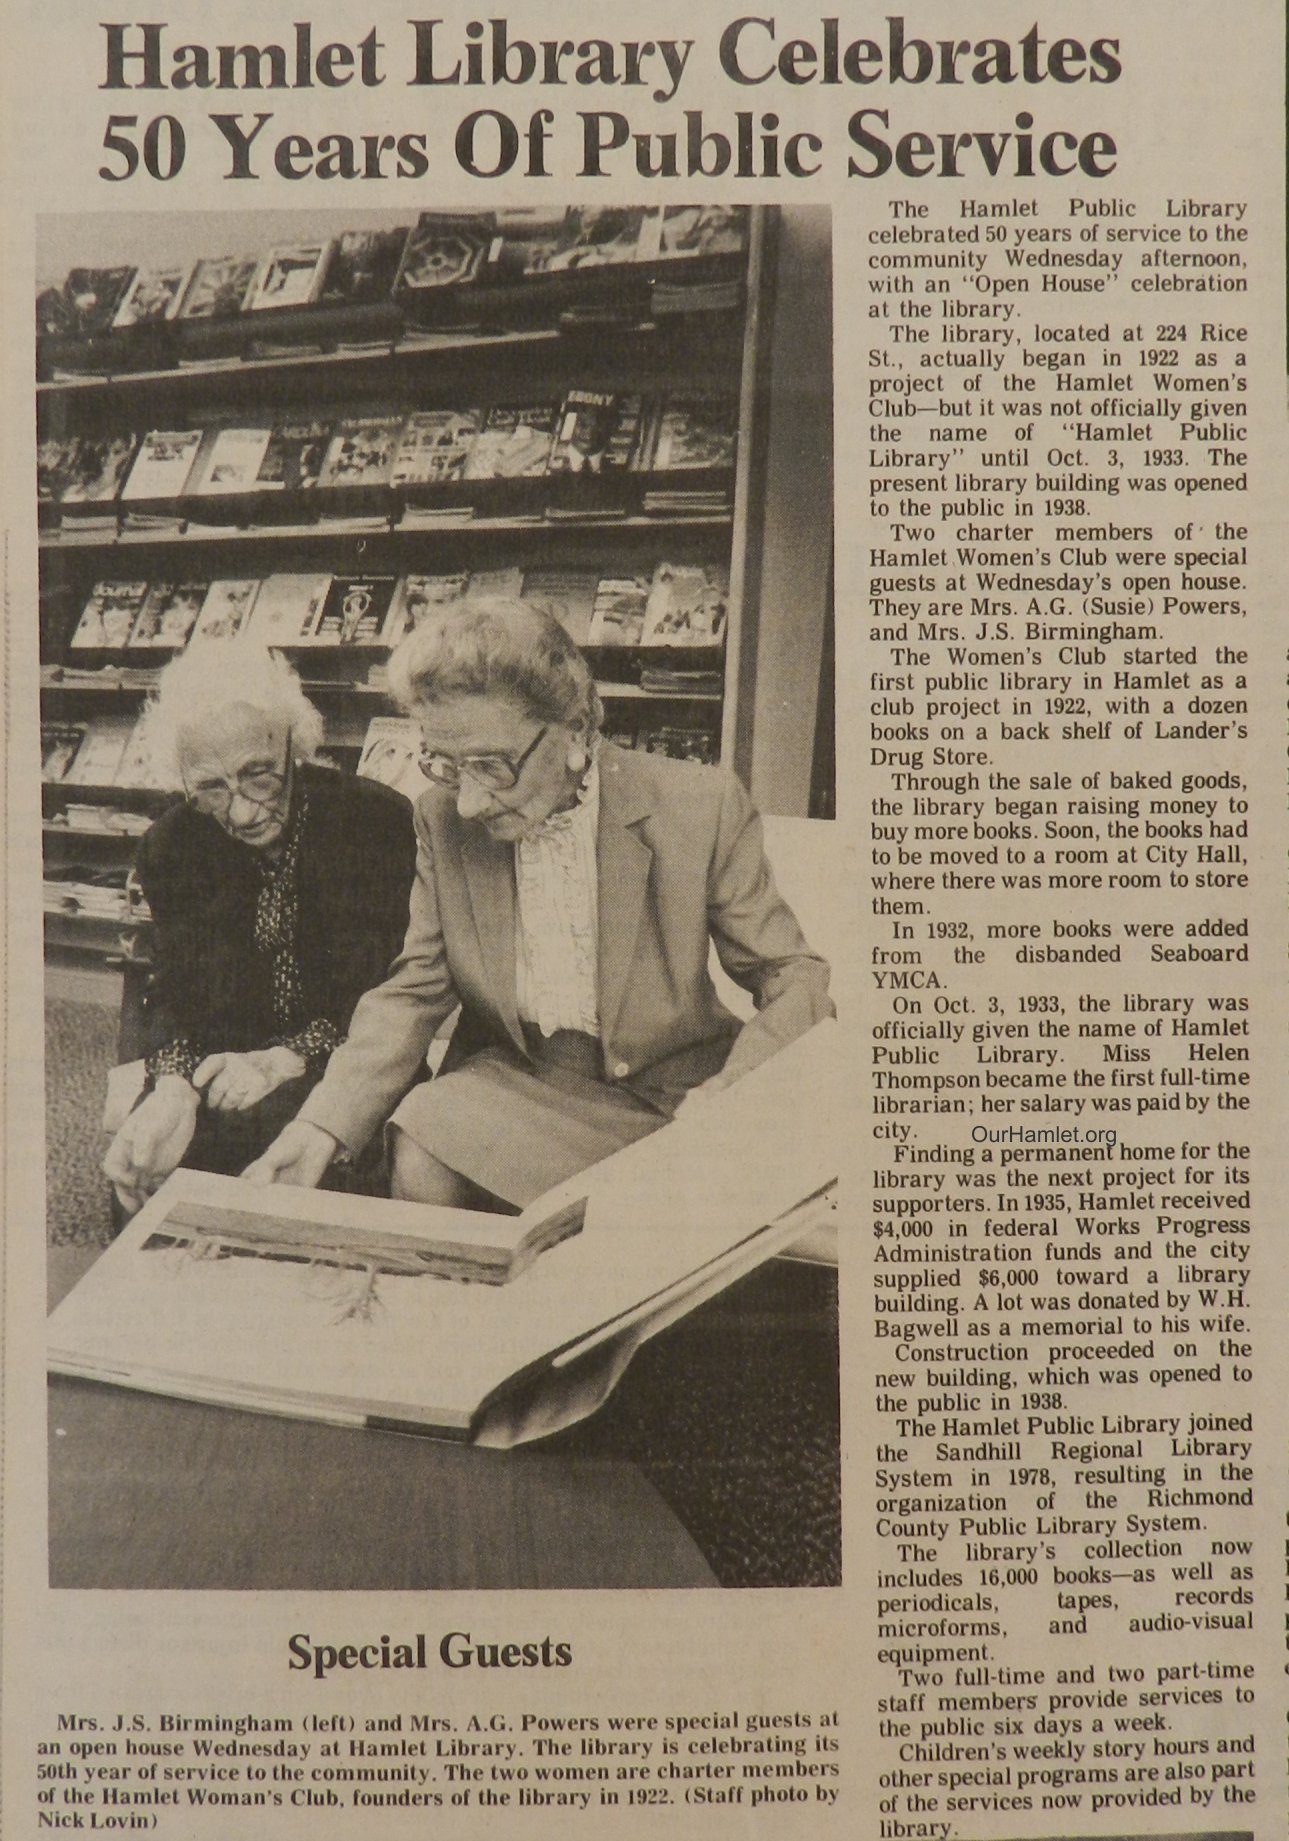 Hamlet Library Celebrates
50 Years Of Public Service
EBONY
Special Guests
Mrs. J.S. Birmingham (left) and Mrs. A.G. Powers were special guests at
an open house Wednesday at Hamlet Library. The library is celebrating its
50th year of service to the community. The two women are charter members
of the Hamlet Woman's Club, founders of the library in 1922. (Staff photo by
Nick Lovin)
The Hamlet Public Library
celebrated 50 years of service to the
community Wednesday afternoon,
with an "Open House" celebration
at the library.
The library, located at 224 Rice
St., actually began in 1922 as a
project of the Hamlet Women's
Club—but it was not officially given
the name of "Hamlet Public
Library" until Oct. 3, 1933. The
present library building was opened
to the public in 1938.
Two charter members of the
Hamlet Women's Club were special
guests at Wednesday's open house.
They are Mrs. A.G. (Susie) Powers,
and Mrs. J.S. Birmingham.
The Women's Club started the
first public library in Hamlet as a
club project in 1922, with a dozen
books on a back shelf of Lander's
Drug Store.
Through the sale of baked goods,
the library began raising money to
buy more books. Soon, the books had
to be moved to a room at City Hall,
where there was more room to store
them.
In 1932, more books were added
from the disbanded Seaboard
YMCA.
On Oct. 3, 1933, the library was
officially given the name of Hamlet
Public Library. Miss Helen
Thompson became the first full-time
librarian; her salary was paid by the
city.
OurHamlet.org
Finding a permanent home for the
library was the next project for its
supporters. In 1935, Hamlet received
$4,000 in federal Works Progress
Administration funds and the city
supplied $6,000 toward a library
building. A lot was donated by W.H.
Bagwell as a memorial to his wife.
Construction proceeded on the
new building, which was opened to
the public in 1938.
The Hamlet Public Library joined
the Sandhill Regional Library
System in 1978, resulting in the
organization of the Richmond
County Public Library System.
The library's collection now
includes 16,000 books—as well as
periodicals, tapes, records
microforms, and audio-visual
equipment.
Two full-time and two part-time
staff members provide services to
the public six days a week.
Children's weekly story hours and
other special programs are also part
of the services now provided by the
library.